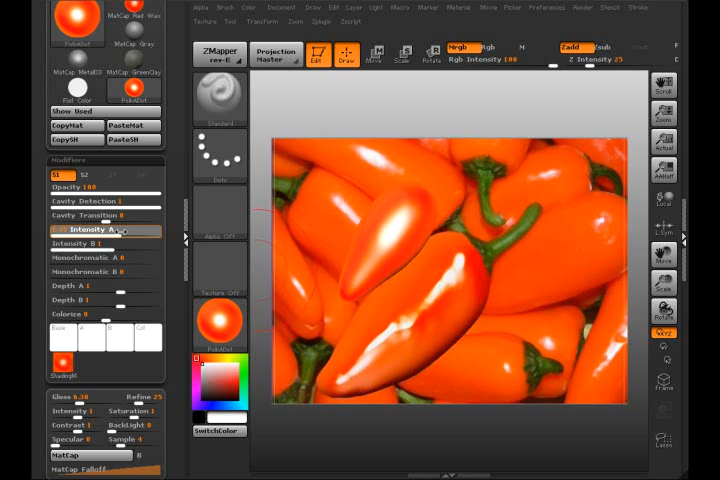 Alpha Brush Color Document Draw Edit Layer Light Macro Marker Material Movie Picker Preferences Render Stencil Stroke
Texture Tool Transform Zoom Zplugin Zscript
MatCap Red Wax
PolkADot
MatCap Gray
MatCap Metal03
MatCap GreenClay
Flat Color
PolkADot
Show Used
CopyMat PasteMat
CopySH PasteSH
Modifiers
S1 S2
Opacity 100
Cavity Detection 1
Cavity Transition 0
Intensity A
Intensity B 1
Monochromatic A 0
Monochromatic B 0
Depth A 1
Depth B 1
Colorize 0
Base A B Col
ShadingM
Gloss 6.38 Refine 25
Intensity 1 Saturation 1
Contrast 1 BackLight 0
Specular 0 Sample 4
MatCap B
MatCap Falloff
ZMapper
rev-E
Projection
Master
Edit
Draw
Move
Scale
Rotate
Mrgb Rgb M
Rgb Intensity 100
Zadd Zsub
Z Intensity 25
Standard
Dots
Alpha Off
Texture Off
PolkADot
SwitchColor
Scroll
Zoom
Actual
AAHalf
Local
L.Sym
Move
Scale
Rotate
XYZ
Frame
Lasso